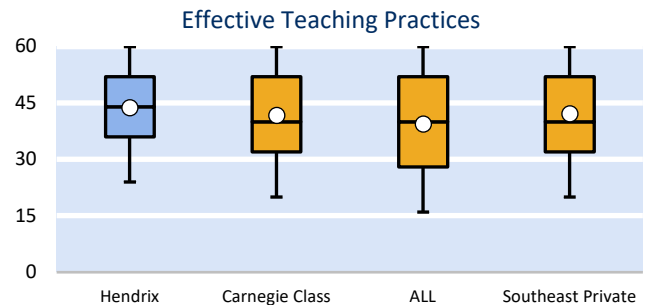 Effective Teaching Practices
60
45
30
15
0
Hendrix Carnegie Class ALL Southeast Private